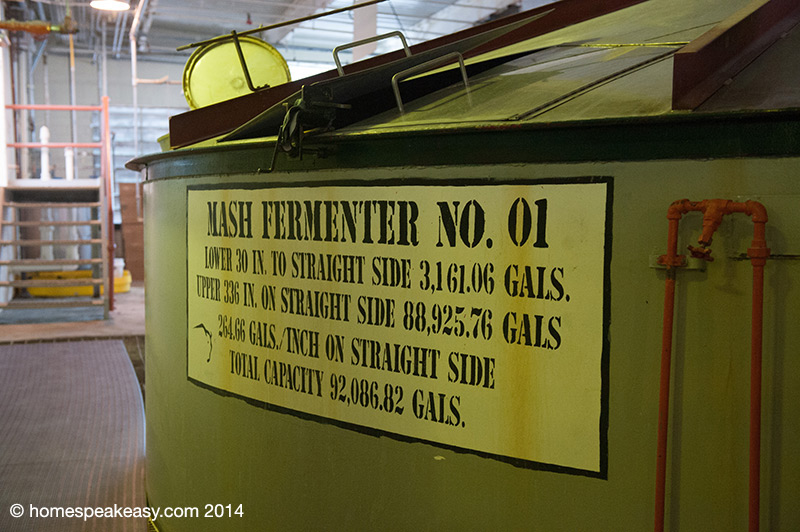 MASH FERMENTER NO. 01
LOWER 30 IN. TO STRAIGHT SIDE 3,161.06 GALS.
UPPER 336 IN. ON STRAIGHT SIDE 88,925.76 GALS
264.66 GALS./INCH ON STRAIGHT SIDE
TOTAL CAPACITY 92,086.82 GALS.
© homespeakeasy.com 2014